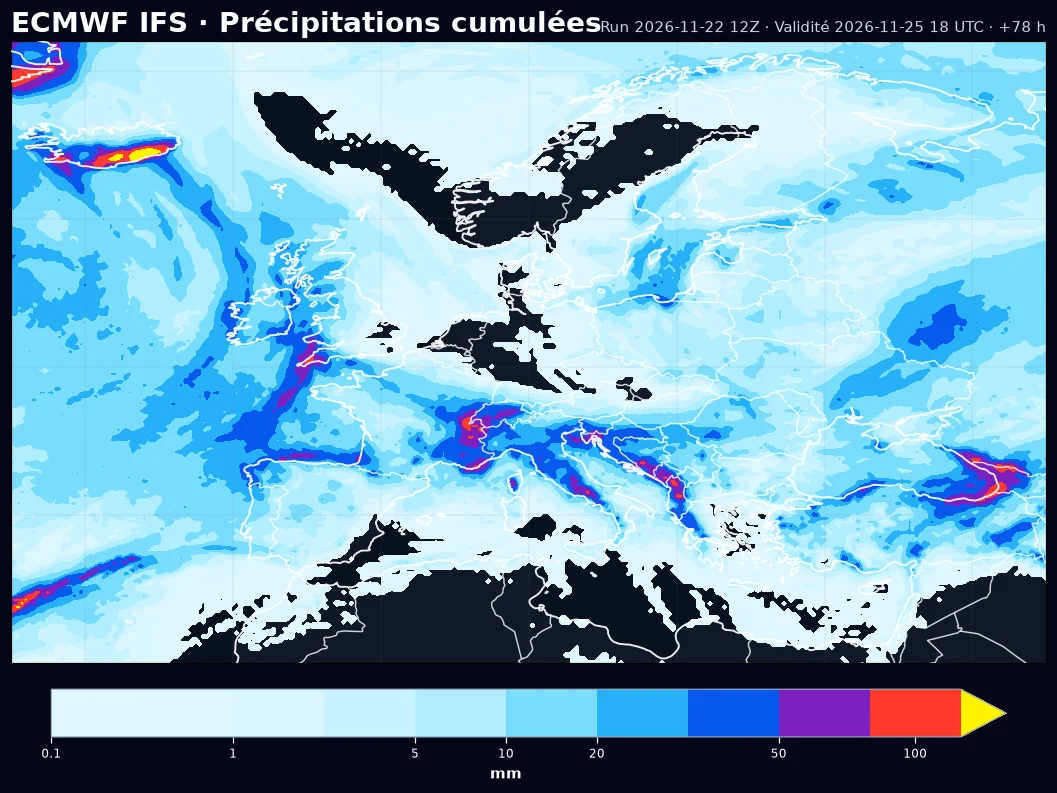 ECMWF IFS · Précipitations cumulées
Run 2026-11-22 12Z · Validité 2026-11-25 18 UTC · +78 h
0.1 1 5 10 20 50 100
mm